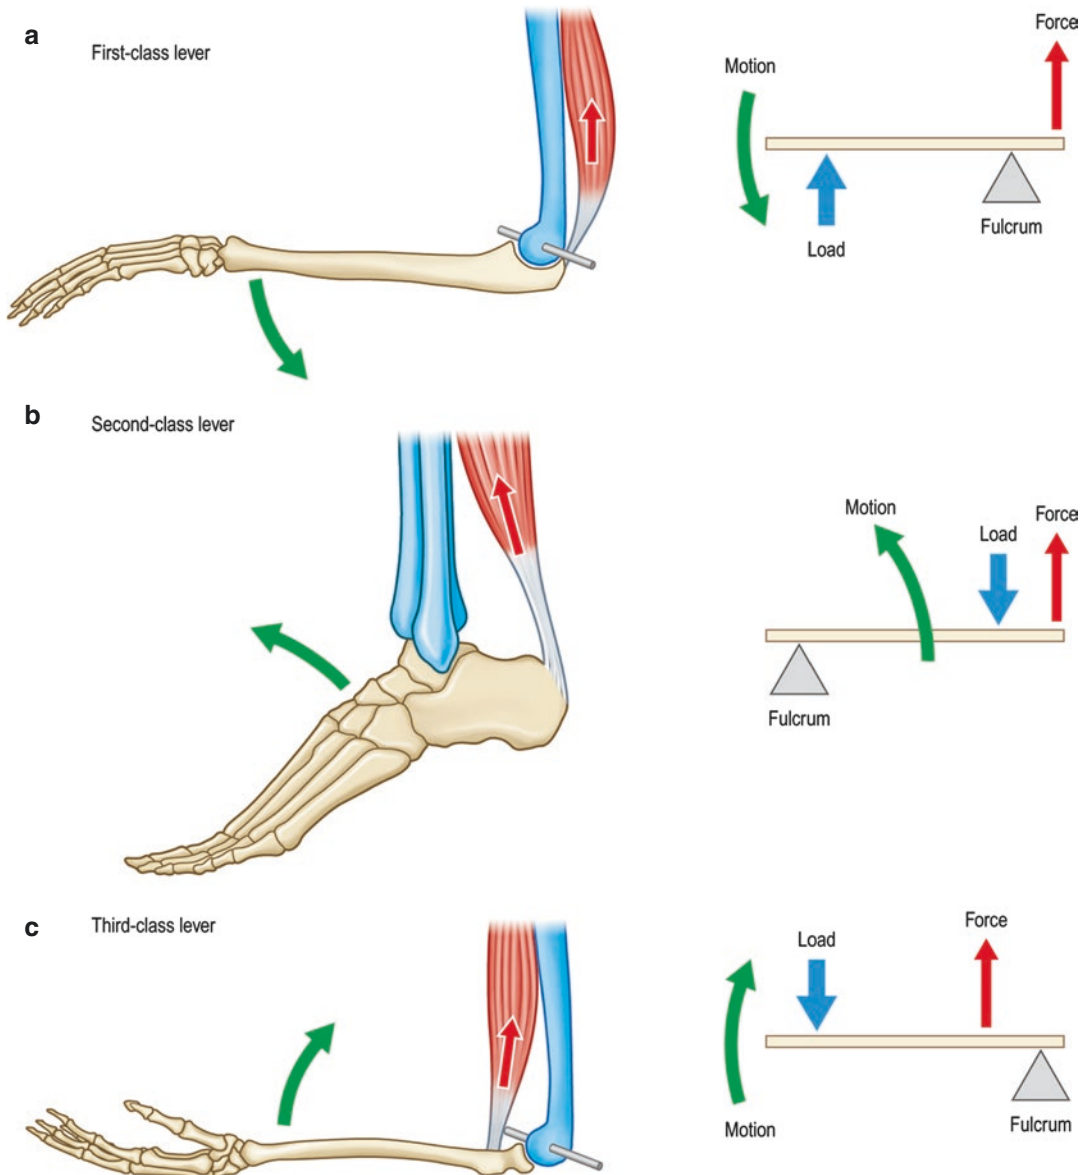 a
First-class lever
Force
Motion
Load
Fulcrum
b
Second-class lever
Motion
Load
Force
Fulcrum
c
Third-class lever
Force
Load
Motion
Fulcrum